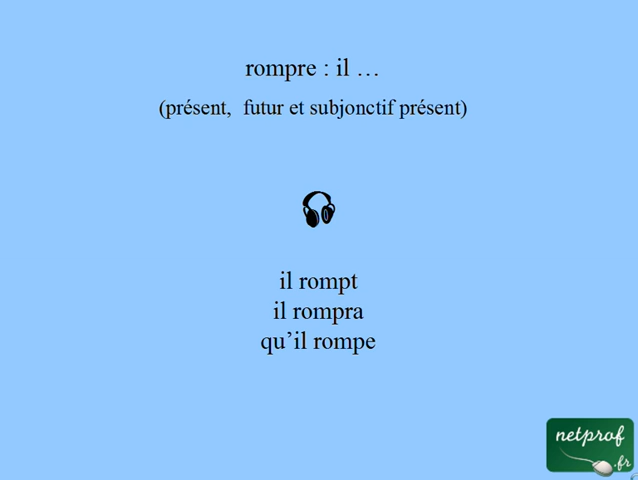 rompre : il …
(présent, futur et subjonctif présent)
il rompt
il rompra
qu’il rompe
netprof
.fr